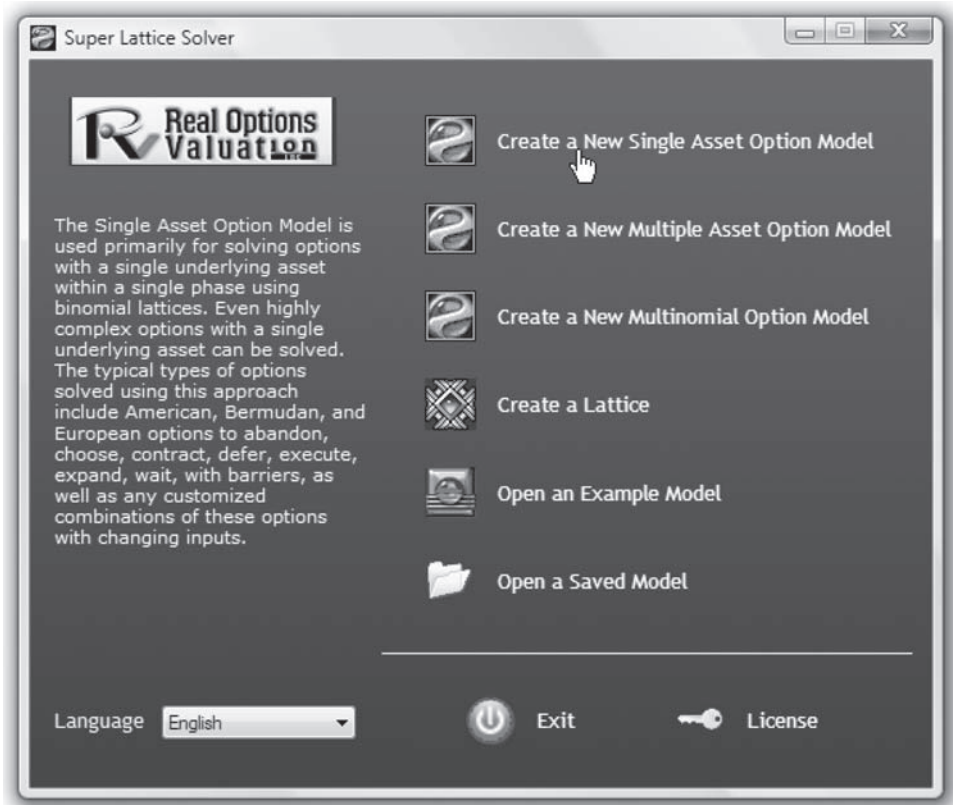 Super Lattice Solver
Real Options
Valuation
INC
The Single Asset Option Model is
used primarily for solving options
with a single underlying asset
within a single phase using
binomial lattices. Even highly
complex options with a single
underlying asset can be solved.
The typical types of options
solved using this approach
include American, Bermudan, and
European options to abandon,
choose, contract, defer, execute,
expand, wait, with barriers, as
well as any customized
combinations of these options
with changing inputs.
Create a New Single Asset Option Model
Create a New Multiple Asset Option Model
Create a New Multinomial Option Model
Create a Lattice
Open an Example Model
Open a Saved Model
Language English
Exit
License